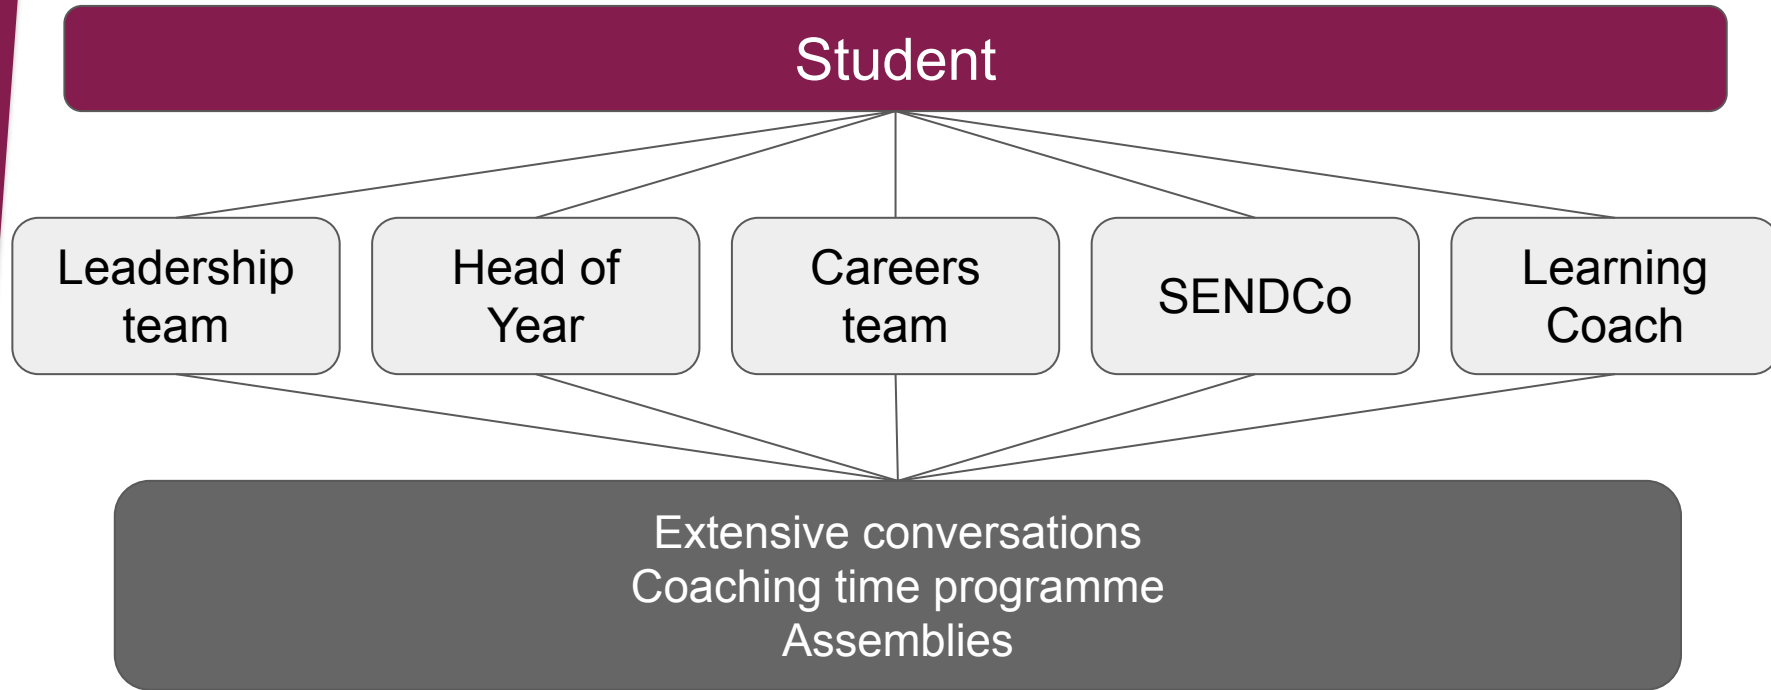 Student
Leadership
team
Head of
Year
Careers
team
SENDCo
Learning
Coach
Extensive conversations
Coaching time programme
Assemblies